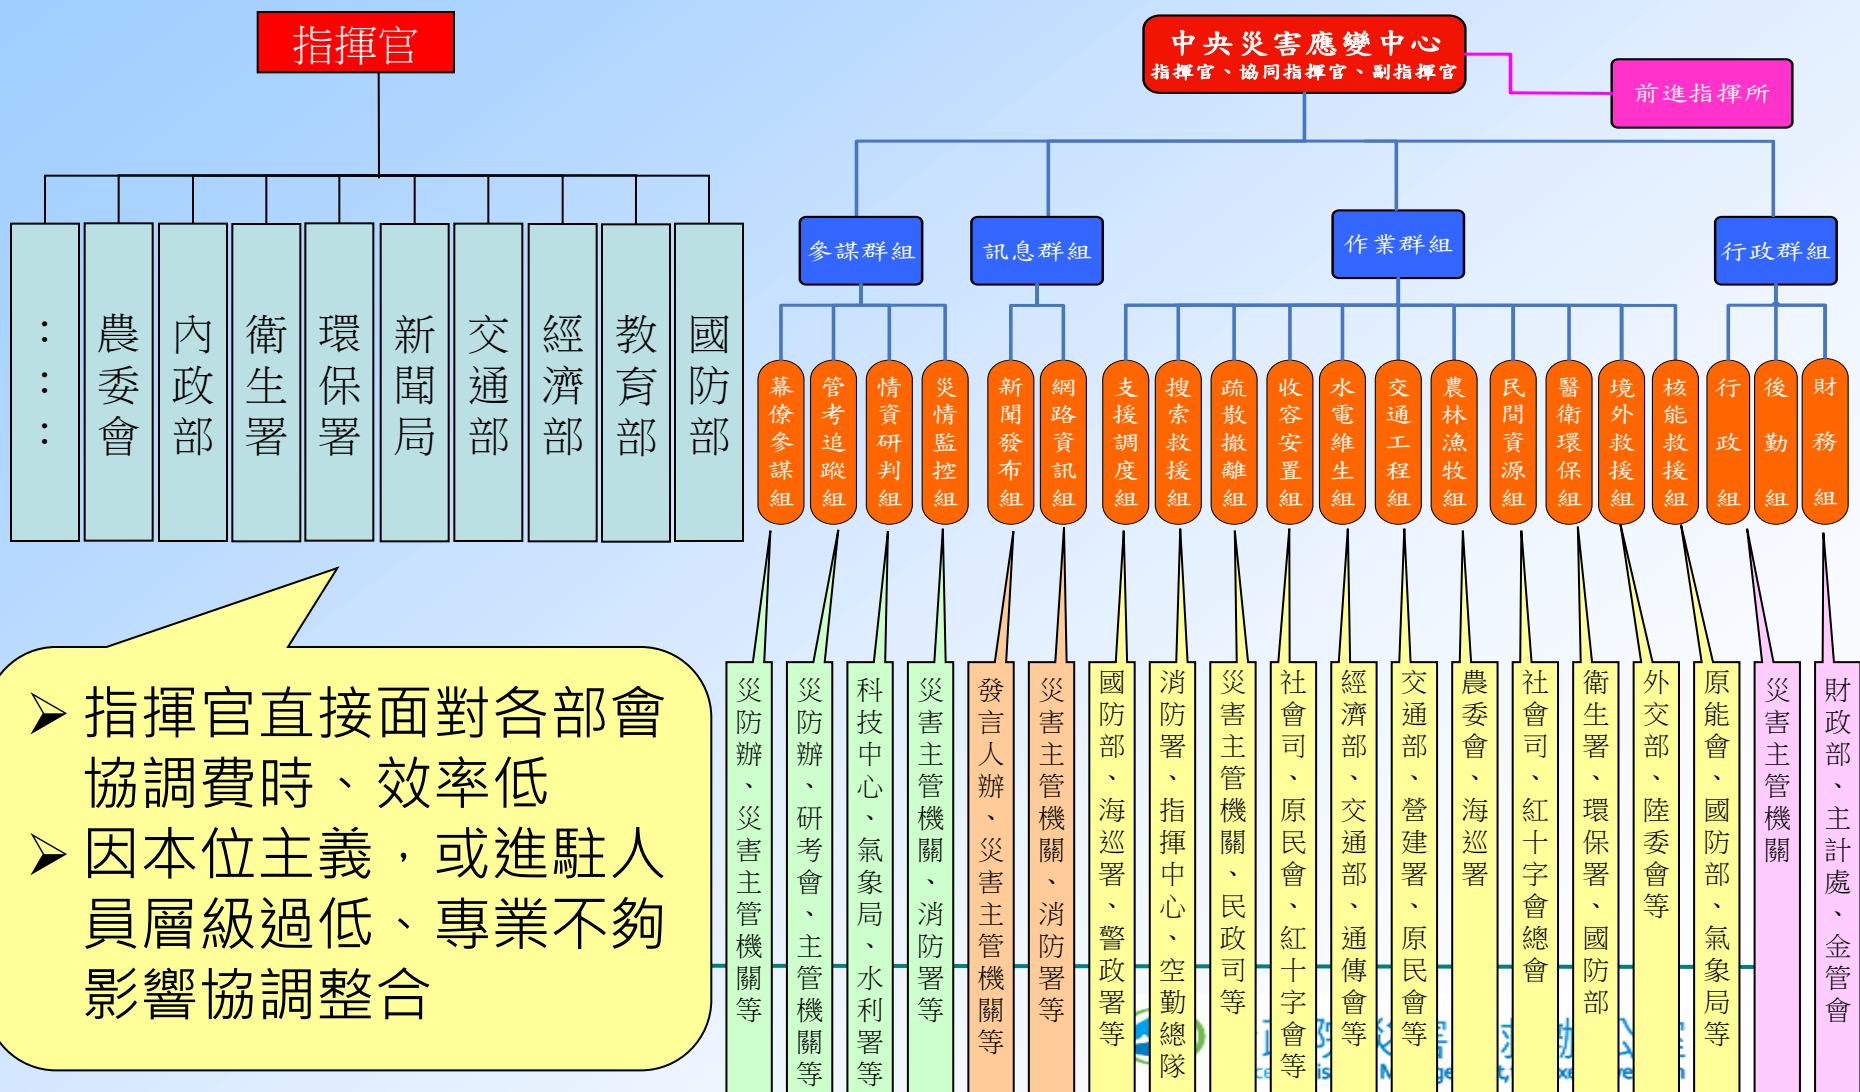 指揮官
：：：
農委會
內政部
衛生署
環保署
新聞局
交通部
經濟部
教育部
國防部
指揮官直接面對各部會
協調費時、效率低
因本位主義，或進駐人
員層級過低、專業不夠
影響協調整合
中央災害應變中心
指揮官、協同指揮官、副指揮官
前進指揮所
參謀群組
訊息群組
作業群組
行政群組
幕僚參謀組
管考追蹤組
情資研判組
災情監控組
新聞發布組
網路資訊組
支援調度組
搜索救援組
疏散撤離組
收容安置組
水電維生組
交通工程組
農林漁牧組
民間資源組
醫衛環保組
境外救援組
核能救援組
行政組
後勤組
財務組
災防辦、災害主管機關等
災防辦、研考會、主管機關等
科技中心、氣象局、水利署等
災害主管機關、消防署等
發言人辦、災害主管機關等
災害主管機關、消防署等
國防部、海巡署、警政署等
消防署、指揮中心、空勤總隊
災害主管機關、民政司等
社會司、原民會、紅十字會等
經濟部、交通部、通傳會等
交通部、營建署、原民會等
農委會、海巡署
社會司、紅十字會總會
衛生署、環保署、國防部
外交部、陸委會等
原能會、國防部、氣象局等
災害主管機關
財政部、主計處、金管會